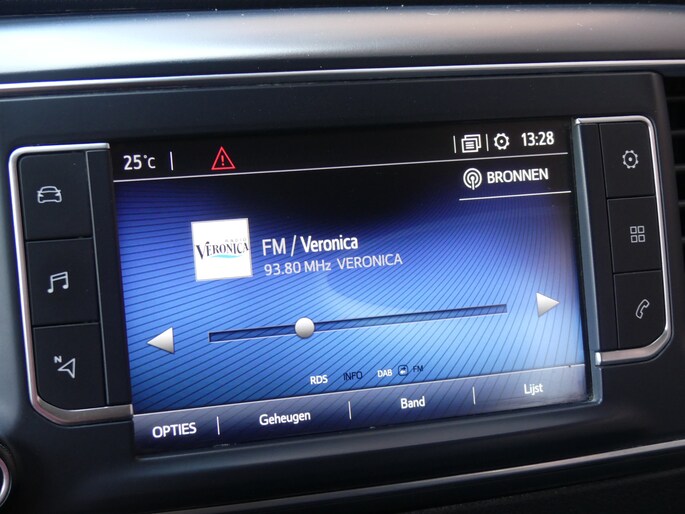 25°C 13:28
BRONNEN
RADIO
VERONICA
FM / Veronica
93.80 MHz VERONICA
N
RDS INFO DAB FM
OPTIES Geheugen Band Lijst